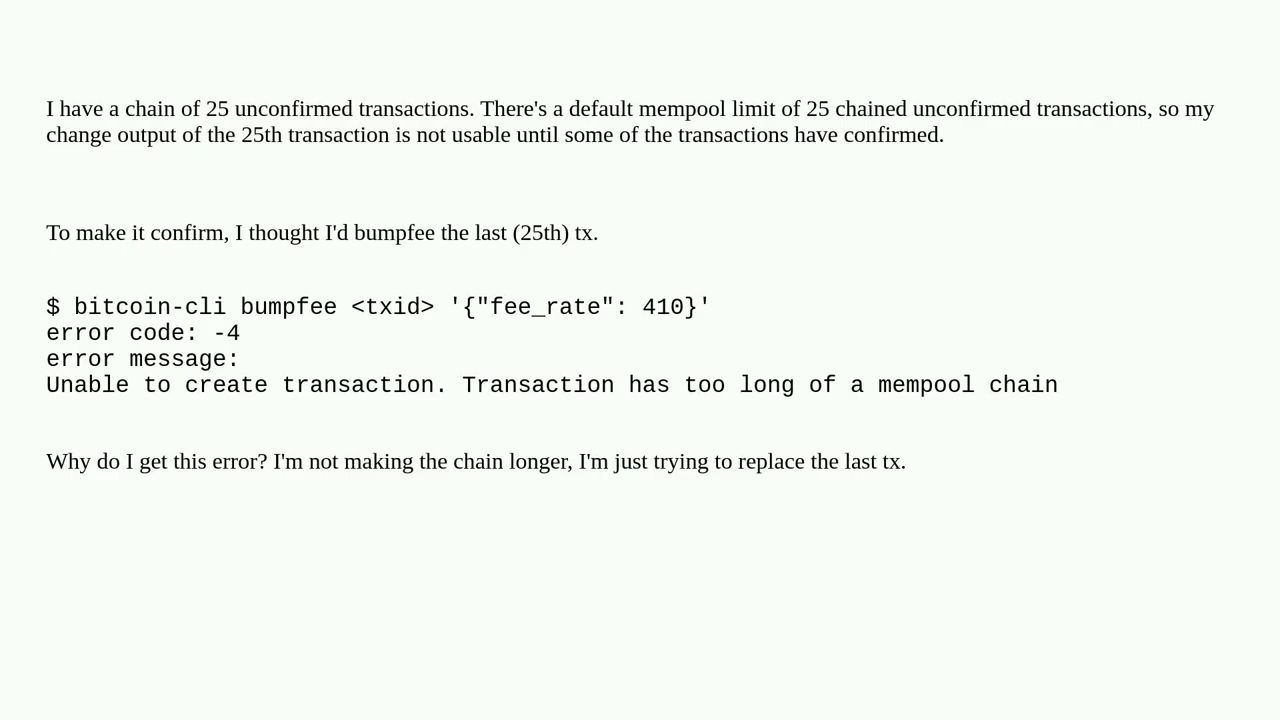 I have a chain of 25 unconfirmed transactions. There's a default mempool limit of 25 chained unconfirmed transactions, so my
change output of the 25th transaction is not usable until some of the transactions have confirmed.
To make it confirm, I thought I'd bumpfee the last (25th) tx.
$ bitcoin-cli bumpfee <txid> '{"fee_rate": 410}'
error code: -4
error message:
Unable to create transaction. Transaction has too long of a mempool chain
Why do I get this error? I'm not making the chain longer, I'm just trying to replace the last tx.